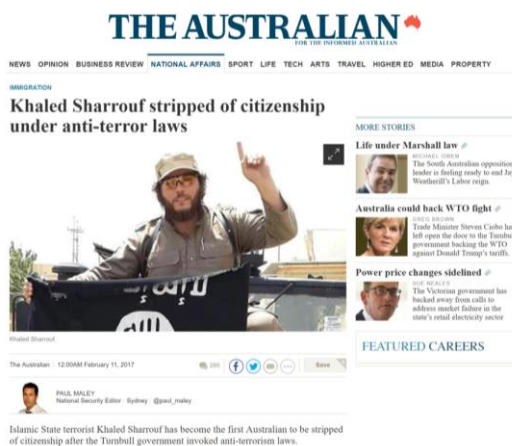 THE AUSTRALIAN
FOR THE INFORMED AUSTRALIAN
NEWS OPINION BUSINESS REVIEW NATIONAL AFFAIRS SPORT LIFE TECH ARTS TRAVEL HIGHER ED MEDIA PROPERTY
IMMIGRATION
Khaled Sharrouf stripped of citizenship
under anti-terror laws
Khaled Sharrouf
The Australian 12:00AM February 11, 2017
Save
PAUL MALEY
National Security Editor Sydney @paul_maley
Islamic State terrorist Khaled Sharrouf has become the first Australian to be stripped
of citizenship after the Turnbull government invoked anti-terrorism laws.
MORE STORIES
Life under Marshall law
MICHAEL OWEN
The South Australian opposition
leader is feeling ready to end Jay
Weatherill's Labor reign.
Australia could back WTO fight
GREG BROWN
Trade Minister Steven Ciobo has
left open the door to the Turnbu
government backing the WTO
against Donald Trump's tariffs.
Power price changes sidelined
SUE NEALES
The Victorian government has
backed away from calls to
address market failure in the
state's retail electricity sector
FEATURED CAREERS